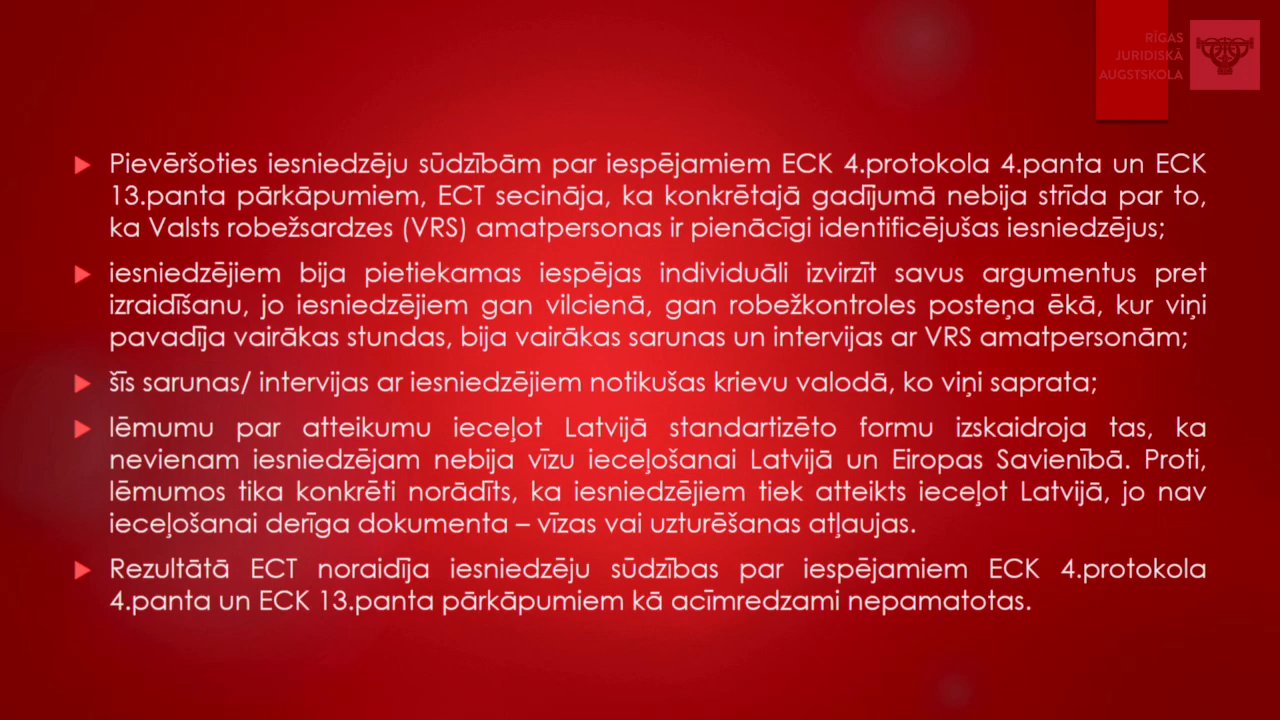 RĪGAS
JURIDISKĀ
AUGSTSKOLA
Pievēršoties iesniedzēju sūdzībām par iespējamiem ECK 4.protokola 4.panta un ECK
13.panta pārkāpumiem, ECT secināja, ka konkrētajā gadījumā nebija strīda par to,
ka Valsts robežsardzes (VRS) amatpersonas ir pienācīgi identificējušas iesniedzējus;
iesniedzējiem bija pietiekamas iespējas individuāli izvirzīt savus argumentus pret
izraidīšanu, jo iesniedzējiem gan vilcienā, gan robežkontroles posteņa ēkā, kur viņi
pavadīja vairākas stundas, bija vairākas sarunas un intervijas ar VRS amatpersonām;
šīs sarunas/ intervijas ar iesniedzējiem notikušas krievu valodā, ko viņi saprata;
lēmumu par atteikumu ieceļot Latvijā standartizēto formu izskaidroja tas, ka
nevienam iesniedzējam nebija vīzu ieceļošanai Latvijā un Eiropas Savienībā. Proti,
lēmumos tika konkrēti norādīts, ka iesniedzējiem tiek atteikts ieceļot Latvijā, jo nav
ieceļošanai derīga dokumenta – vīzas vai uzturēšanas atļaujas.
Rezultātā ECT noraidīja iesniedzēju sūdzības par iespējamiem ECK 4.protokola
4.panta un ECK 13.panta pārkāpumiem kā acīmredzami nepamatotas.